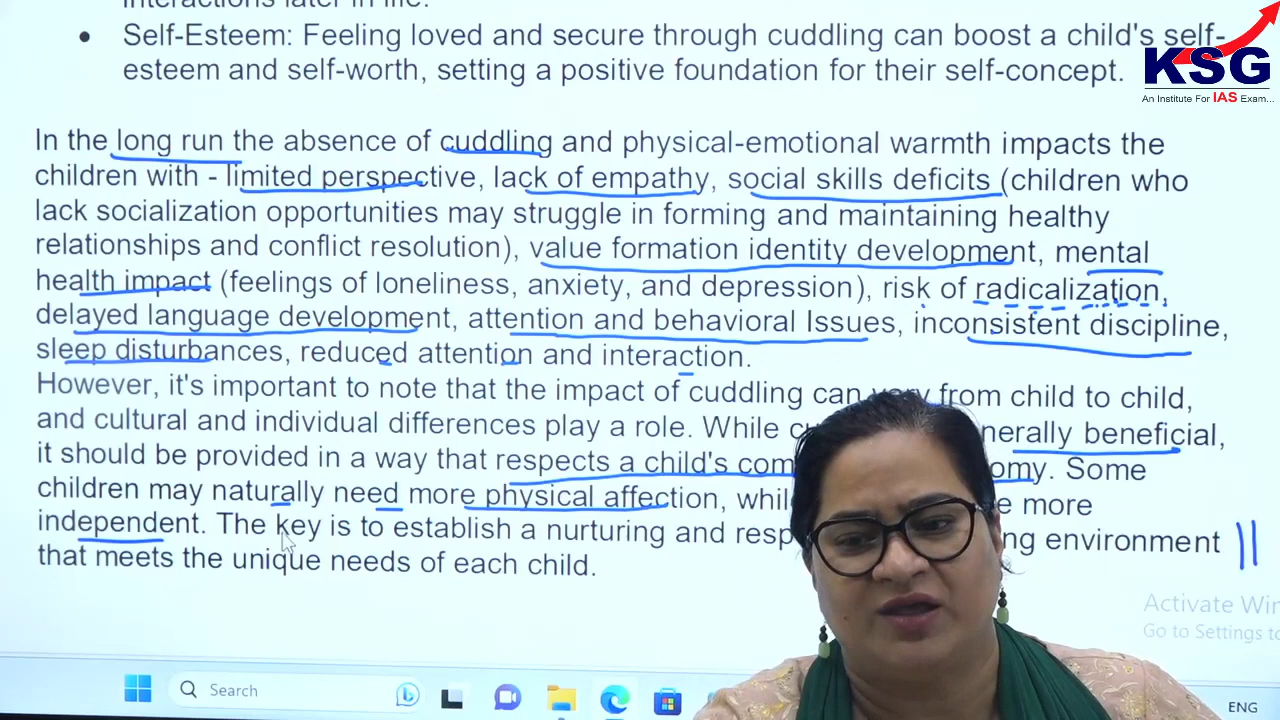 interactions later in life.
• Self-Esteem: Feeling loved and secure through cuddling can boost a child's self-
esteem and self-worth, setting a positive foundation for their self-concept.
KSG
An Institute For IAS Exam...
In the long run the absence of cuddling and physical-emotional warmth impacts the
children with - limited perspective, lack of empathy, social skills deficits (children who
lack socialization opportunities may struggle in forming and maintaining healthy
relationships and conflict resolution), value formation identity development, mental
health impact (feelings of loneliness, anxiety, and depression), risk of radicalization,
delayed language development, attention and behavioral Issues, inconsistent discipline,
sleep disturbances, reduced attention and interaction.
However, it's important to note that the impact of cuddling can vary from child to child,
and cultural and individual differences play a role. While cu nerally beneficial,
it should be provided in a way that respects a child's com omy. Some
children may naturally need more physical affection, whil e more
independent. The key is to establish a nurturing and resp ng environment
that meets the unique needs of each child.
Activate Win
Go to Settings to
Search
ENG